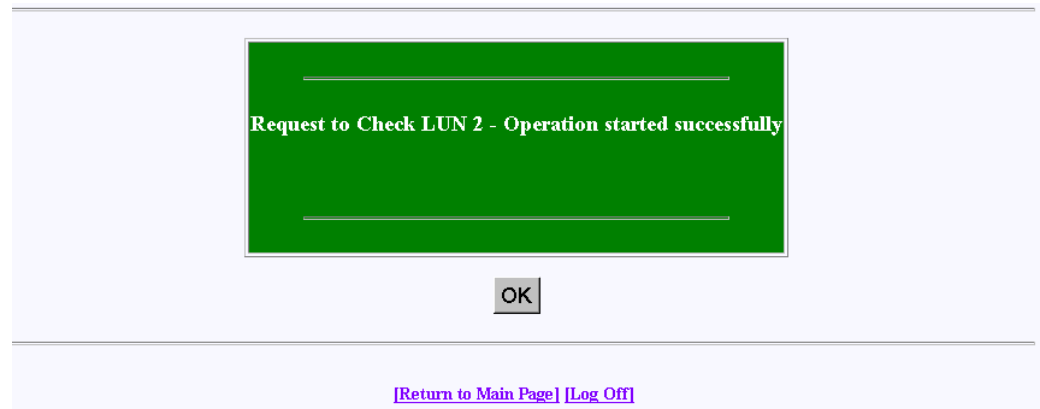 Request to Check LUN 2 - Operation started successfully
OK
[Return to Main Page] [Log Off]